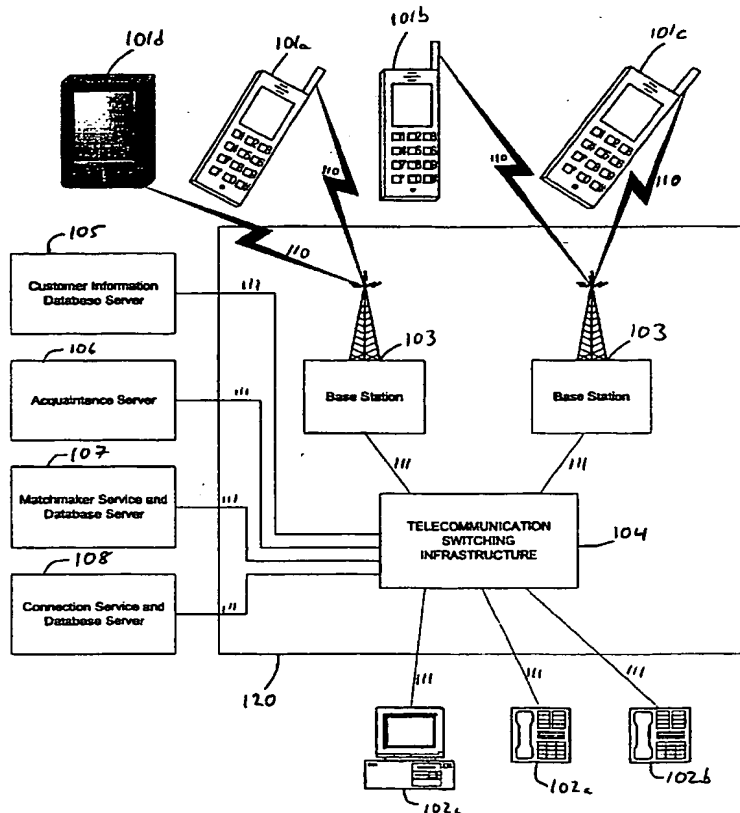 101d
101a
101b
101c
110
110
110
110
105
Customer Information
Database Server
111
106
Acquaintance Server
111
107
Matchmaker Service and
Database Server
111
108
Connection Service and
Database Server
111
103
Base Station
103
Base Station
111
111
TELECOMMUNICATION
SWITCHING
INFRASTRUCTURE
104
120
111
111
111
102c
102a
102b